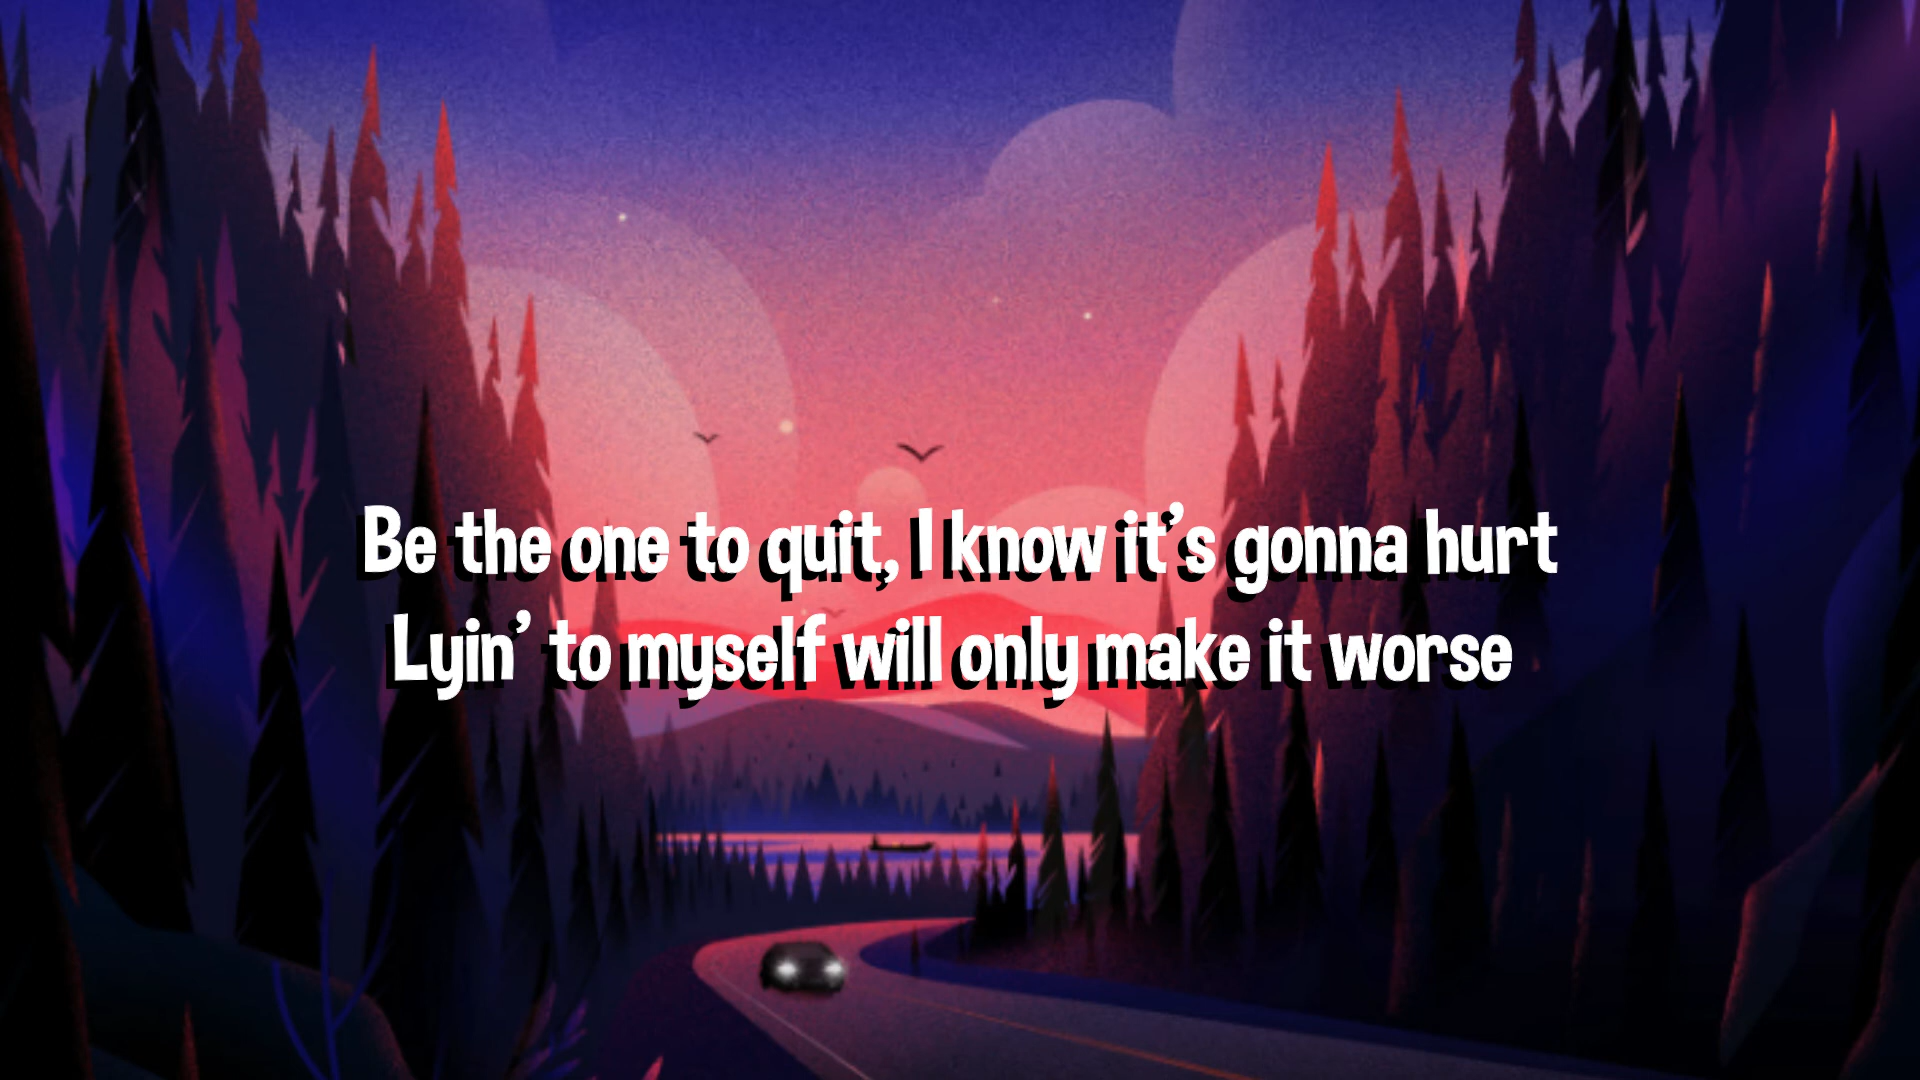 Be the one to quit, I know it’s gonna hurt
Lyin’ to myself will only make it worse